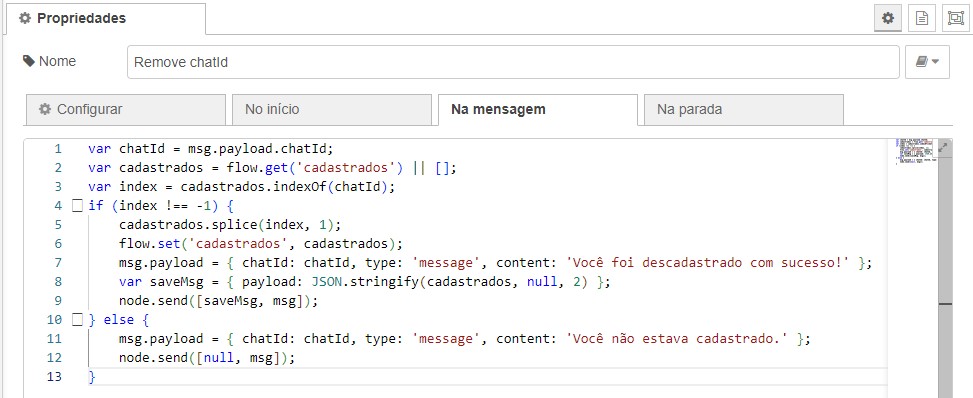 Propriedades
Nome
Remove chatId
Configurar
No início
Na mensagem
Na parada
1 var chatId = msg.payload.chatId;
2 var cadastrados = flow.get('cadastrados') || [];
3 var index = cadastrados.indexOf(chatId);
4 if (index !== -1) {
5 cadastrados.splice(index, 1);
6 flow.set('cadastrados', cadastrados);
7 msg.payload = { chatId: chatId, type: 'message', content: 'Você foi descadastrado com sucesso!' };
8 var saveMsg = { payload: JSON.stringify(cadastrados, null, 2) };
9 node.send([saveMsg, msg]);
10 } else {
11 msg.payload = { chatId: chatId, type: 'message', content: 'Você não estava cadastrado.' };
12 node.send([null, msg]);
13 }